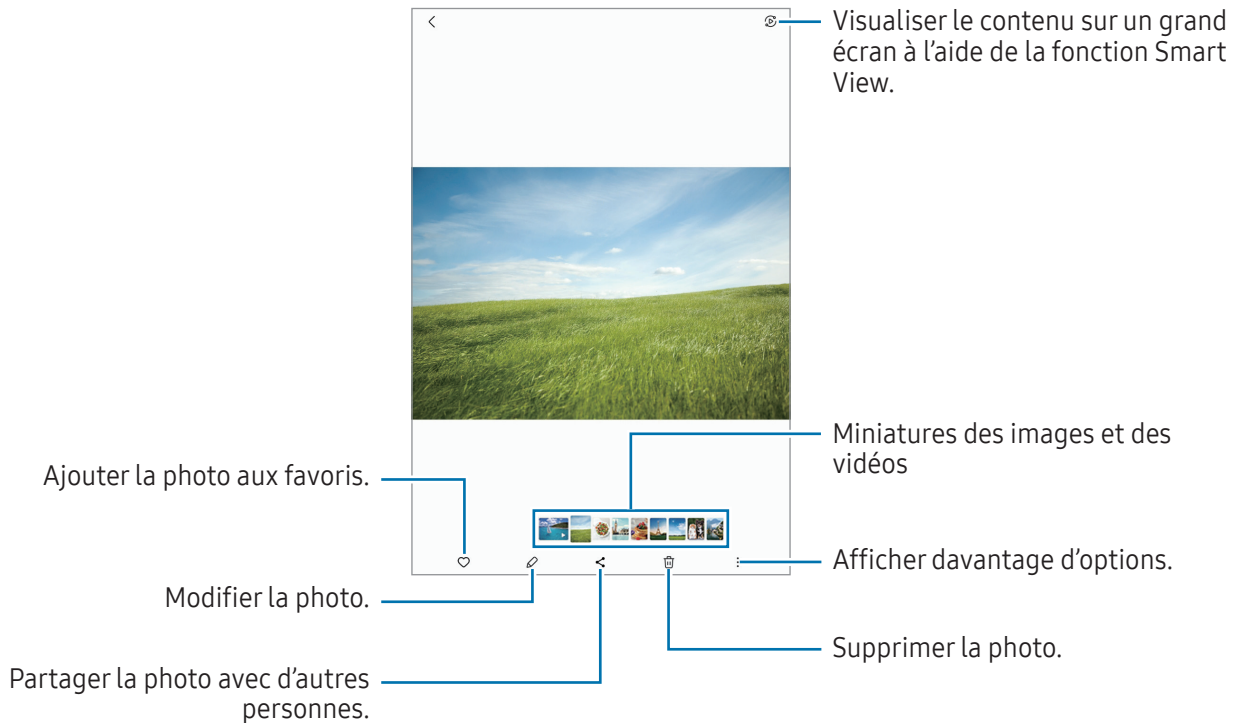 Visualiser le contenu sur un grand
écran à l’aide de la fonction Smart
View.
Miniatures des images et des
vidéos
Ajouter la photo aux favoris.
Afficher davantage d’options.
Modifier la photo.
Supprimer la photo.
Partager la photo avec d’autres
personnes.